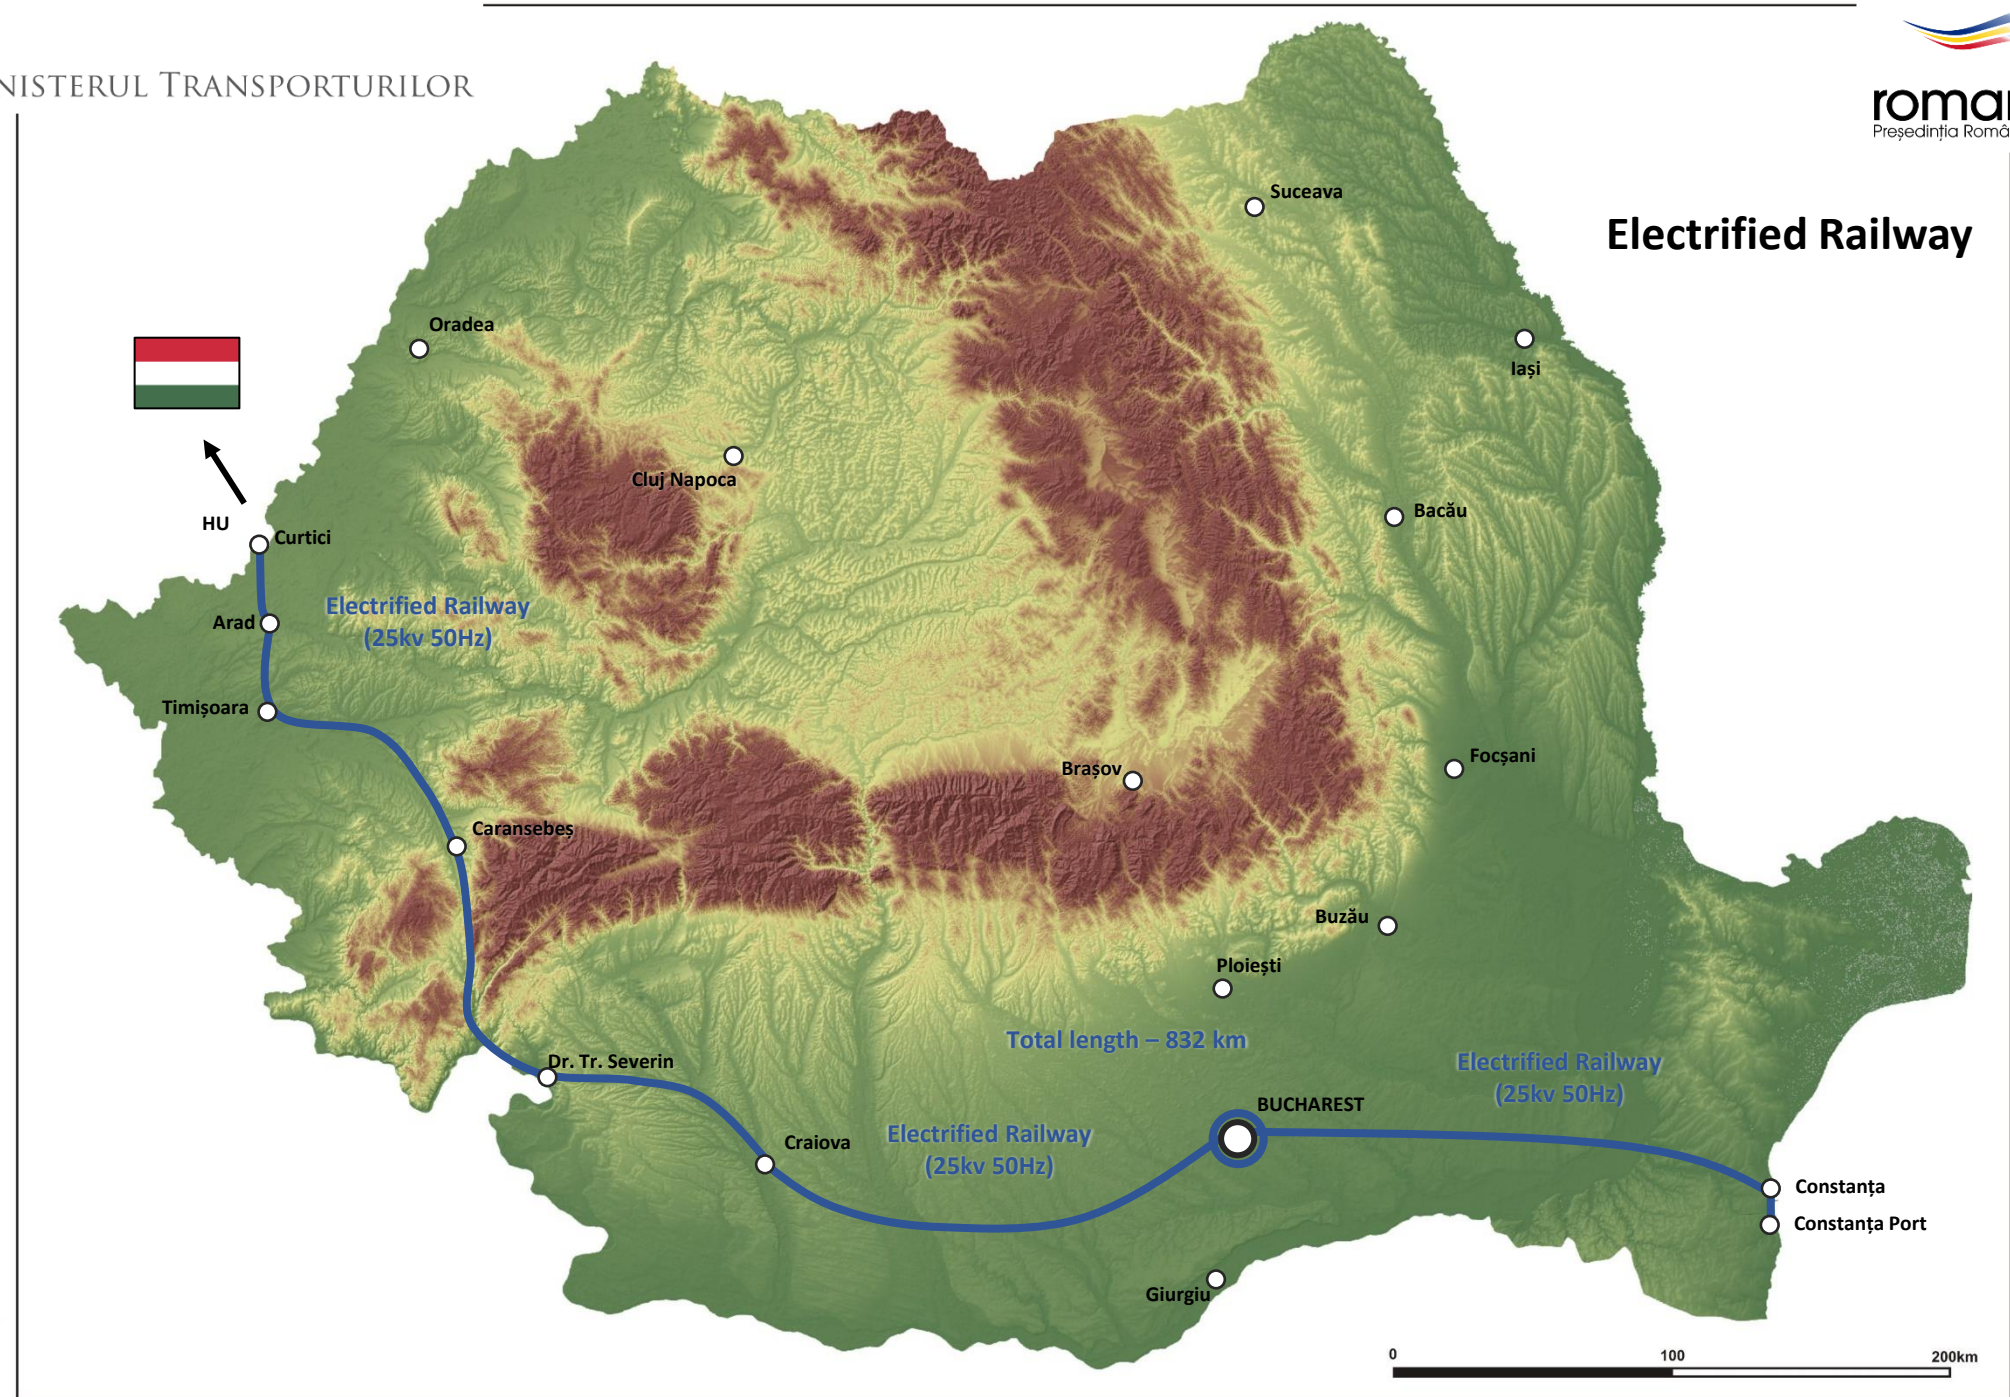 NISTERUL TRANSPORTURILOR
Președinția Româ
Electrified Railway
Suceava
Oradea
Iași
Cluj Napoca
Bacău
HU
Curtici
Electrified Railway
(25kv 50Hz)
Arad
Timișoara
Focșani
Brașov
Caransebeș
Buzău
Ploiești
Total length – 832 km
Dr. Tr. Severin
Electrified Railway
(25kv 50Hz)
BUCHAREST
Craiova
Electrified Railway
(25kv 50Hz)
Constanța
Constanța Port
Giurgiu
0 100 200km